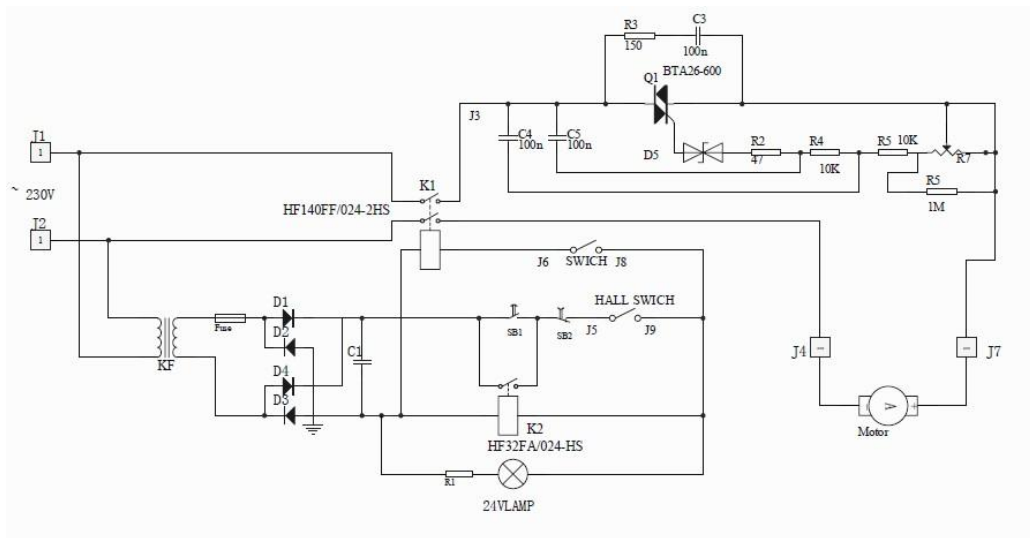 C3
R3
150
100n
BTA26-600
Q1
J3
J1
1
C4
100n
C5
100n
D5
R2
47
R4
10K
R5
10K
R7
R5
1M
~ 230V
K1
HF140FF/024-2HS
J2
1
J6
SWICH
J8
D1
HALL SWICH
Fuse
SB1
SB2
J5
J9
D2
C1
KF
D4
D3
J4
J7
K2
HF32FA/024-HS
Motor
A
+
R1
24VLAMP